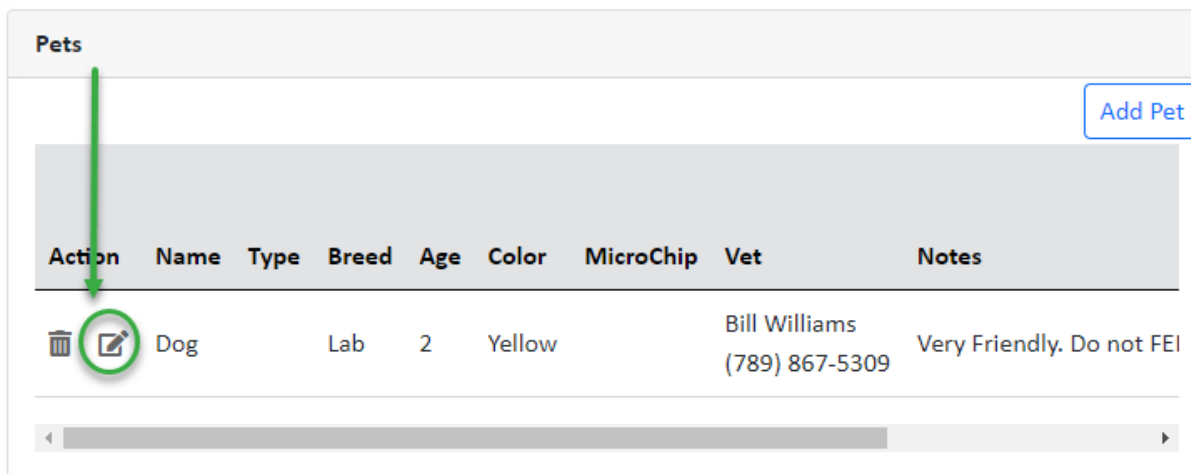 Pets
Add Pet
Action Name Type Breed Age Color MicroChip Vet Notes
Dog Lab 2 Yellow Bill Williams (789) 867-5309 Very Friendly. Do not